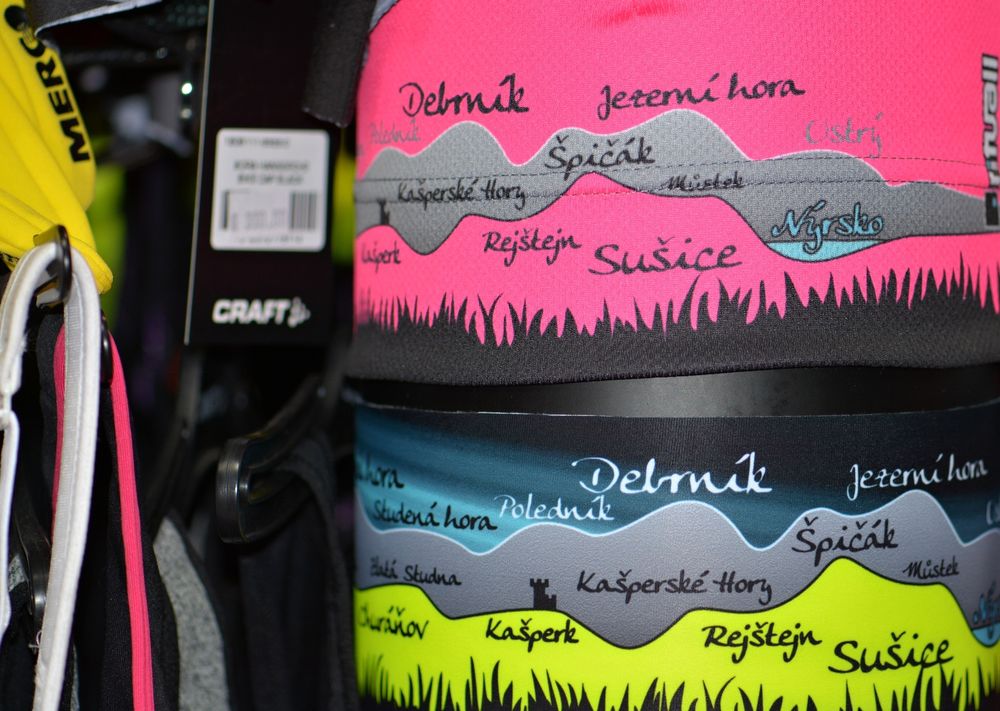 MERC
CRAFT
Debrník
Jezerní hora
Poledník
Ostrý
Špičák
Kašperské Hory
Můstek
Nýrsko
Kašperk
Rejštejn
Sušice
Debrník
Jezerní hora
hora
Studená hora
Poledník
Špičák
Zlatá Studna
Kašperské Hory
Můstek
Churáňov
Kašperk
Rejštejn
Sušice